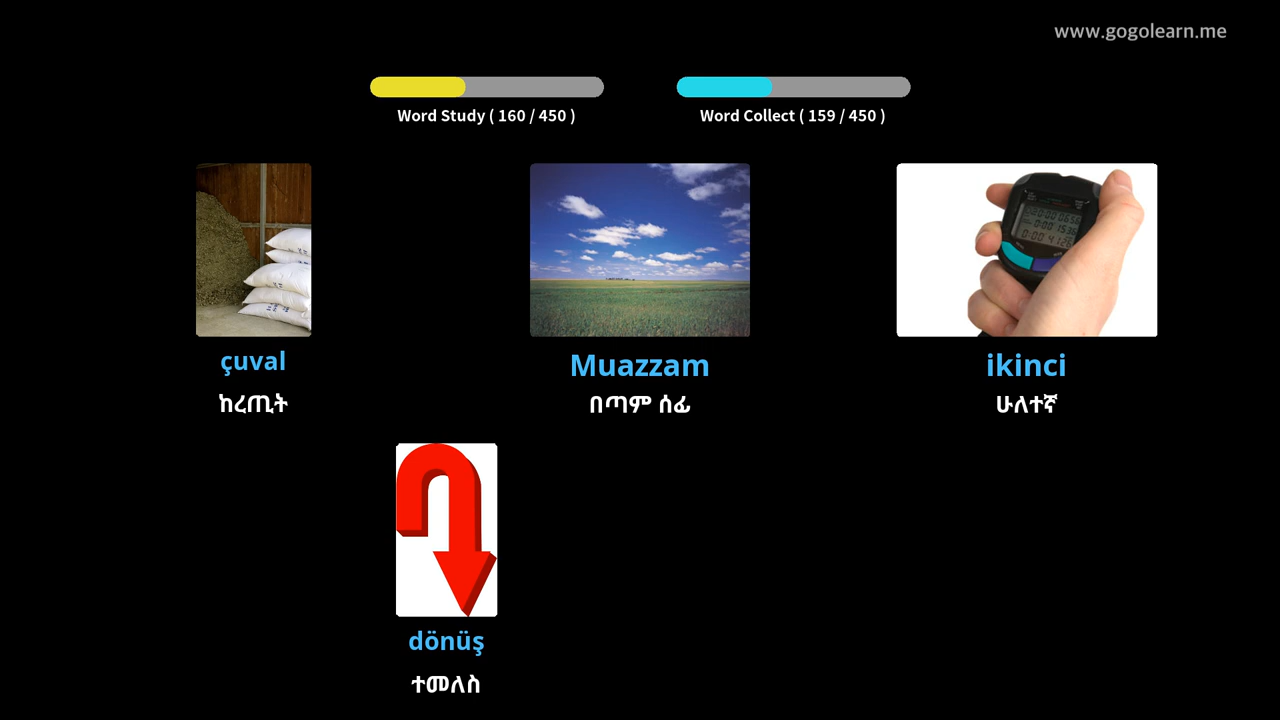 www.gogolearn.me
Word Study ( 160 / 450 )
Word Collect ( 159 / 450 )
çuval
Muazzam
ikinci
ከረጢት
በጣም ሰፊ
ሁለተኛ
dönüş
ተመለስ